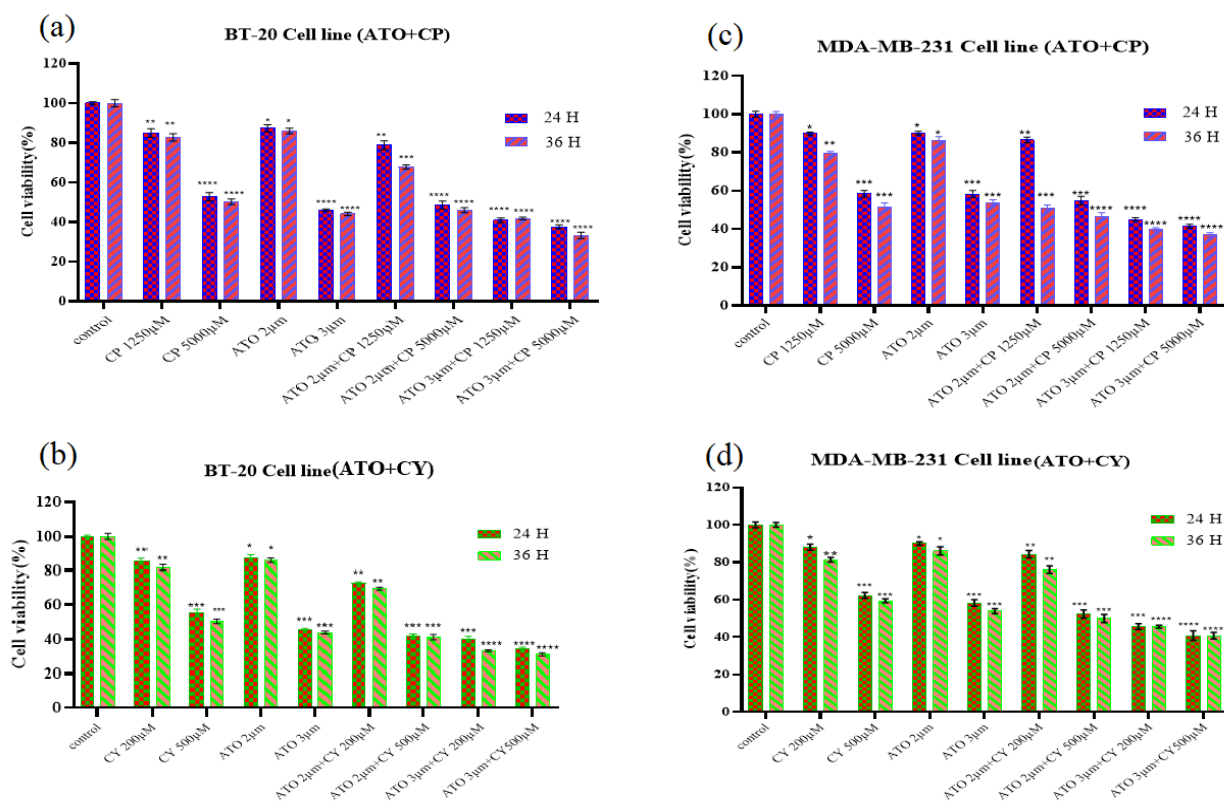 (a)
BT-20 Cell line (ATO+CP)
24 H
36 H
Cell viability(%)
120
100
80
60
40
20
0
** ** **** **** * * **** **** ** *** **** **** **** **** **** ****
control
CP 1250µM
CP 5000µM
ATO 2µm
ATO 3µm
ATO 2µm+CP 1250µM
ATO 2µm+CP 5000µM
ATO 3µm+CP 1250µM
ATO 3µm+CP 5000µM
(c)
MDA-MB-231 Cell line (ATO+CP)
24 H
36 H
Cell viability(%)
120
100
80
60
40
20
0
* ** *** *** * * *** *** ** *** *** **** **** **** **** ****
control
CP 1250µM
CP 5000µM
ATO 2µm
ATO 3µm
ATO 2µm+CP 1250µM
ATO 2µm+CP 5000µM
ATO 3µm+CP 1250µM
ATO 3µm+CP 5000µM
(b)
BT-20 Cell line(ATO+CY)
24 H
36 H
Cell viability(%)
120
100
80
60
40
20
0
** ** *** *** * * *** *** ** ** *** *** *** **** **** ****
control
CY 200µM
CY 500µM
ATO 2µm
ATO 3µm
ATO 2µm+CY 200µM
ATO 2µm+CY 500µM
ATO 3µm+CY 200µM
ATO 3µm+CY500µM
(d)
MDA-MB-231 Cell line(ATO+CY)
24 H
36 H
Cell viability(%)
120
100
80
60
40
20
0
* ** *** *** * * *** *** ** ** *** *** **** **** **** ****
control
CY 200µM
CY 500µM
ATO 2µm
ATO 3µm
ATO 2µm+CY 200µM
ATO 2µm+CY 500µM
ATO 3µm+CY 200µM
ATO 3µm+CY500µM